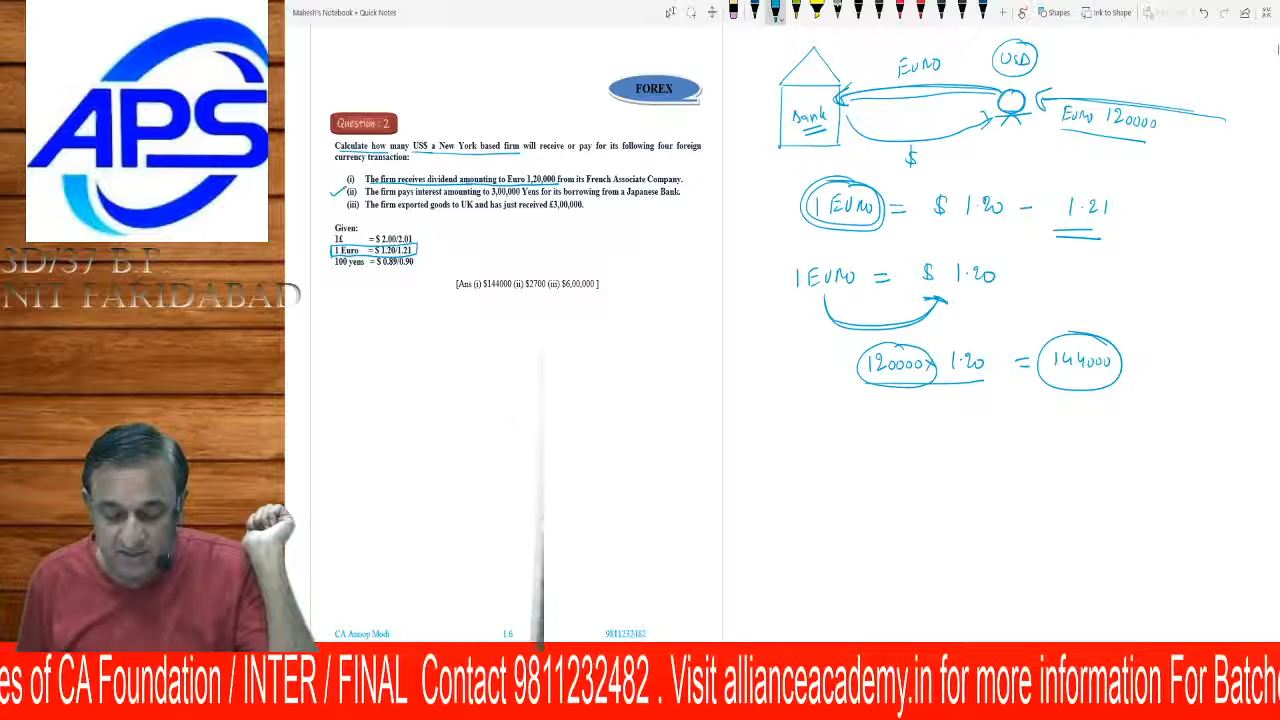 APS
3D/37 B.P.
NIT FARIDABAD
Mahesh's Notebook » Quick Notes
Shapes
Ink to Shape
FOREX
Question : 2
Calculate how many US$ a New York based firm will receive or pay for its following four foreign
currency transaction:
(i) The firm receives dividend amounting to Euro 1,20,000 from its French Associate Company.
(ii) The firm pays interest amounting to 3,00,000 Yens for its borrowing from a Japanese Bank.
(iii) The firm exported goods to UK and has just received £3,00,000.
Given:
1£ = $ 2.00/2.01
1 Euro = $ 1.20/1.21
100 yens = $ 0.89/0.90
[Ans (i) $144000 (ii) $2700 (iii) $6,00,000 ]
CA Anoop Modi 1.6 9811232482
EURO
USD
Bank
EURO 120000
$
1 EURO = $ 1.20 - 1.21
1 EURO = $ 1.20
120000 x 1.20 = 144000
es of CA Foundation / INTER / FINAL Contact 9811232482 . Visit allianceacademy.in for more information For Batche